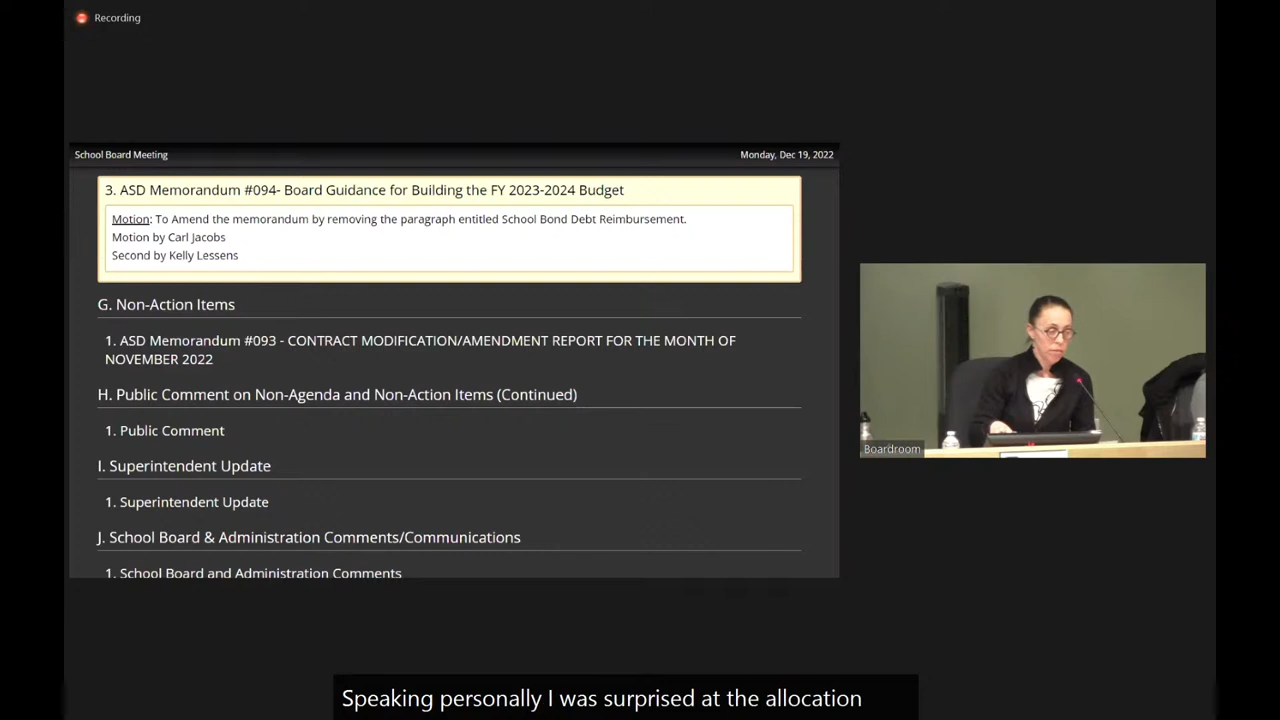 Recording
School Board Meeting Monday, Dec 19, 2022
3. ASD Memorandum #094- Board Guidance for Building the FY 2023-2024 Budget
Motion: To Amend the memorandum by removing the paragraph entitled School Bond Debt Reimbursement.
Motion by Carl Jacobs
Second by Kelly Lessens
G. Non-Action Items
1. ASD Memorandum #093 - CONTRACT MODIFICATION/AMENDMENT REPORT FOR THE MONTH OF
NOVEMBER 2022
H. Public Comment on Non-Agenda and Non-Action Items (Continued)
1. Public Comment
I. Superintendent Update
1. Superintendent Update
J. School Board & Administration Comments/Communications
1. School Board and Administration Comments
Boardroom
Speaking personally I was surprised at the allocation